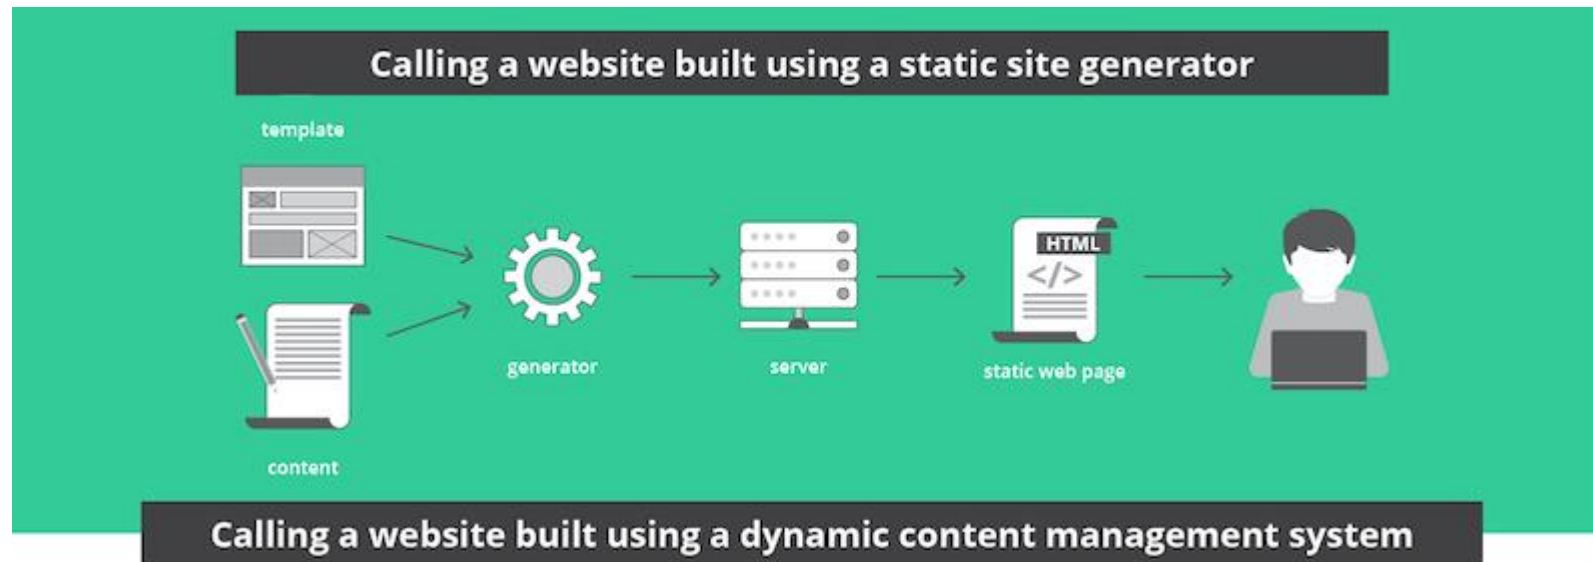 Calling a website built using a static site generator
template
HTML
</>
generator
server
static web page
content
Calling a website built using a dynamic content management system